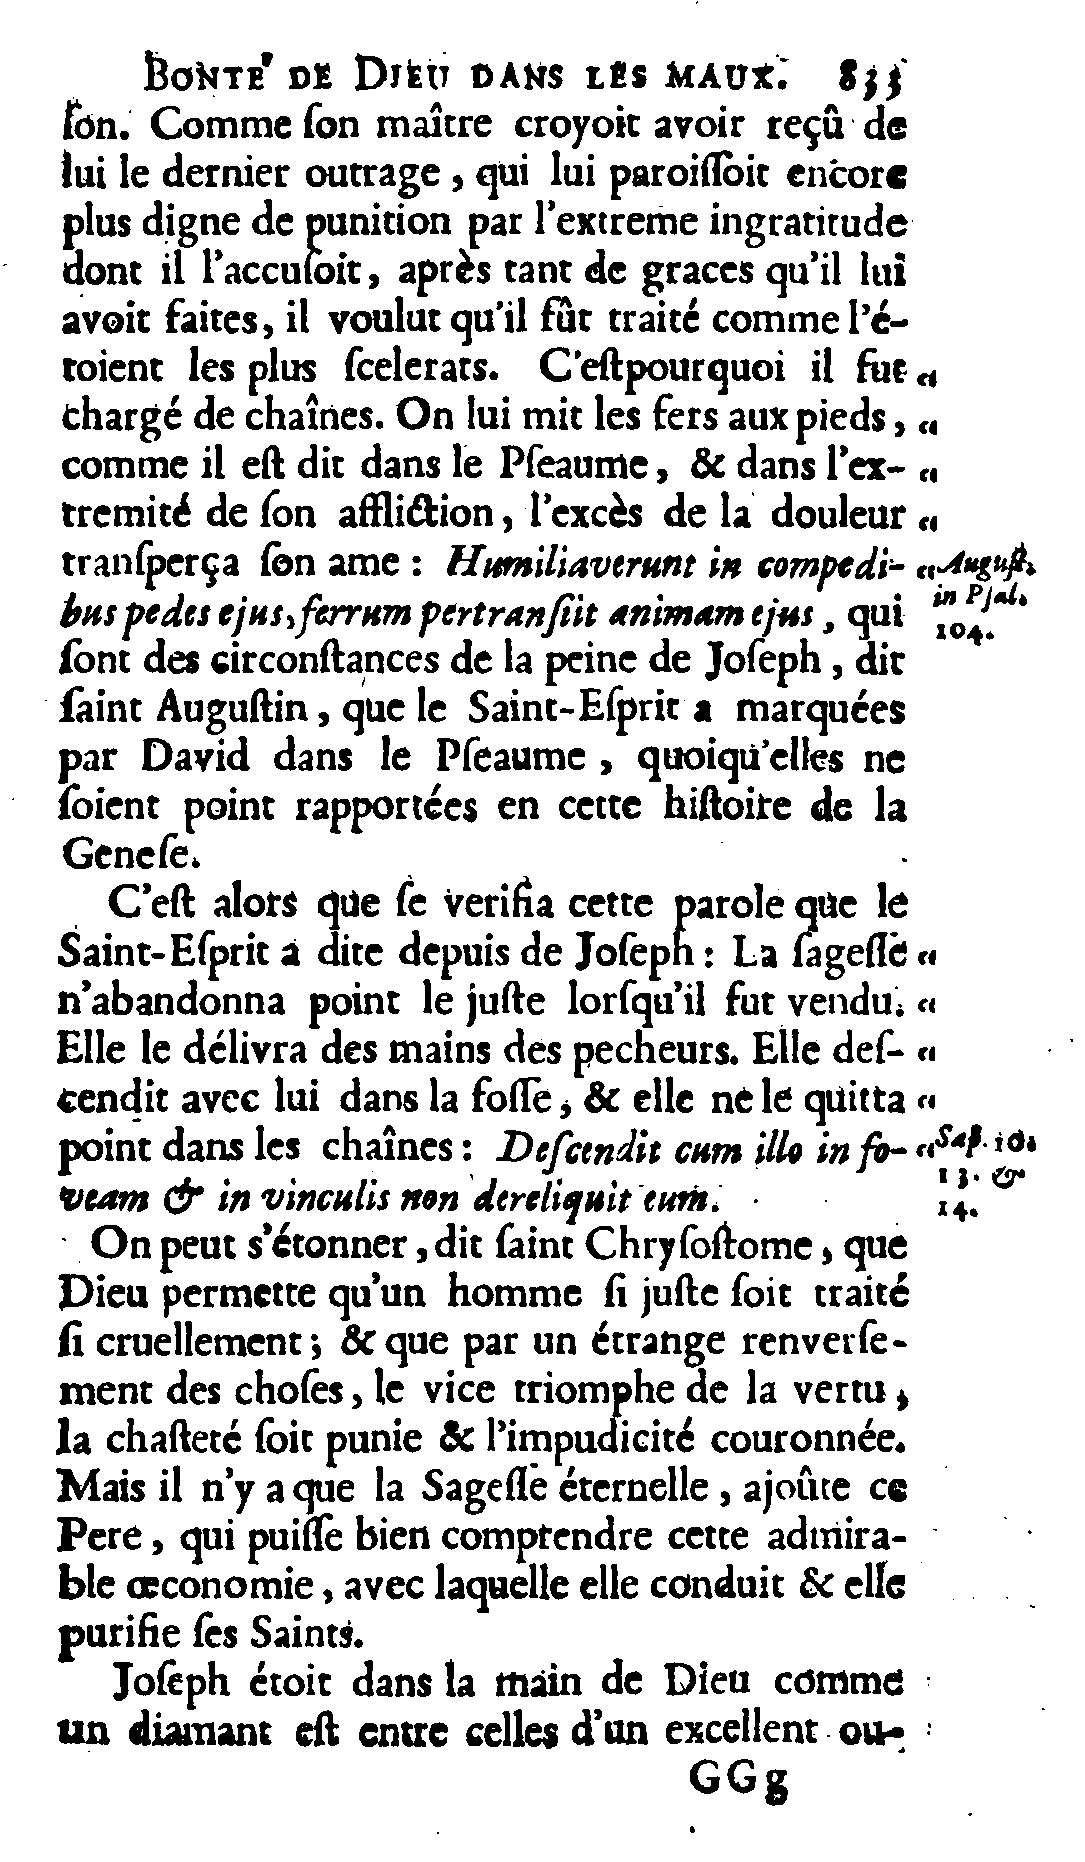 BONTÉ DE DIEU DANS LES MAUX. 833
ſon. Comme ſon maître croyoit avoir reçû de
lui le dernier outrage, qui lui paroiſſoit encore
plus digne de punition par l'extreme ingratitude
dont il l'accuſoit, après tant de graces qu'il lui
avoit faites, il voulut qu'il fût traité comme l'é-
toient les plus ſcelerats. C'eſtpourquoi il fut “
chargé de chaînes. On lui mit les fers aux pieds, “
comme il eſt dit dans le Pſeaume, & dans l'ex- “
tremité de ſon affliction, l'excès de la douleur “
tranſperça ſon ame : Humiliaverunt in compedi- “ Auguſt.
bus pedes ejus, ferrum pertranſiit animam ejus, qui in Pſal.
ſont des circonſtances de la peine de Joſeph, dit 104.
ſaint Auguſtin, que le Saint-Eſprit a marquées
par David dans le Pſeaume, quoiqu'elles ne
ſoient point rapportées en cette hiſtoire de la
Geneſe.
C'eſt alors que ſe verifia cette parole que le
Saint-Eſprit a dite depuis de Joſeph : La ſageſſe “
n'abandonna point le juſte lorſqu'il fut vendu. “
Elle le délivra des mains des pecheurs. Elle deſ- “
cendit avec lui dans la foſſe, & elle ne le quitta “
point dans les chaînes : Deſcendit cum illo in fo- “ Sap. 10.
veam & in vinculis non dereliquit eum. 13. &
14.
On peut s'étonner, dit ſaint Chryſoſtome, que
Dieu permette qu'un homme ſi juſte ſoit traité
ſi cruellement ; & que par un étrange renverſe-
ment des choſes, le vice triomphe de la vertu,
la chaſteté ſoit punie & l'impudicité couronnée.
Mais il n'y a que la Sageſſe éternelle, ajoûte ce
Pere, qui puiſſe bien comprendre cette admira-
ble œconomie, avec laquelle elle conduit & elle
purifie ſes Saints.
Joſeph étoit dans la main de Dieu comme
un diamant eſt entre celles d'un excellent ou-
GGg